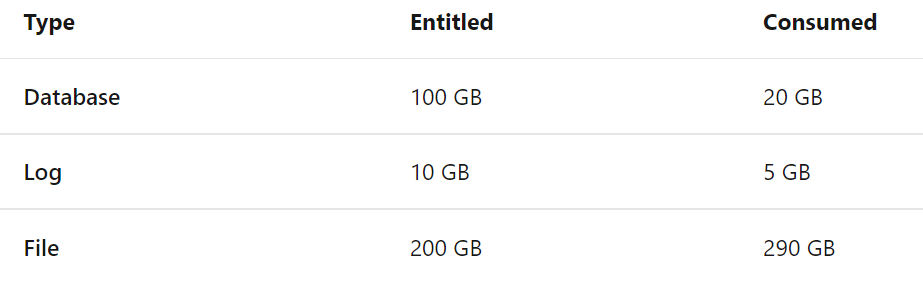 Type Entitled Consumed
Database 100 GB 20 GB
Log 10 GB 5 GB
File 200 GB 290 GB